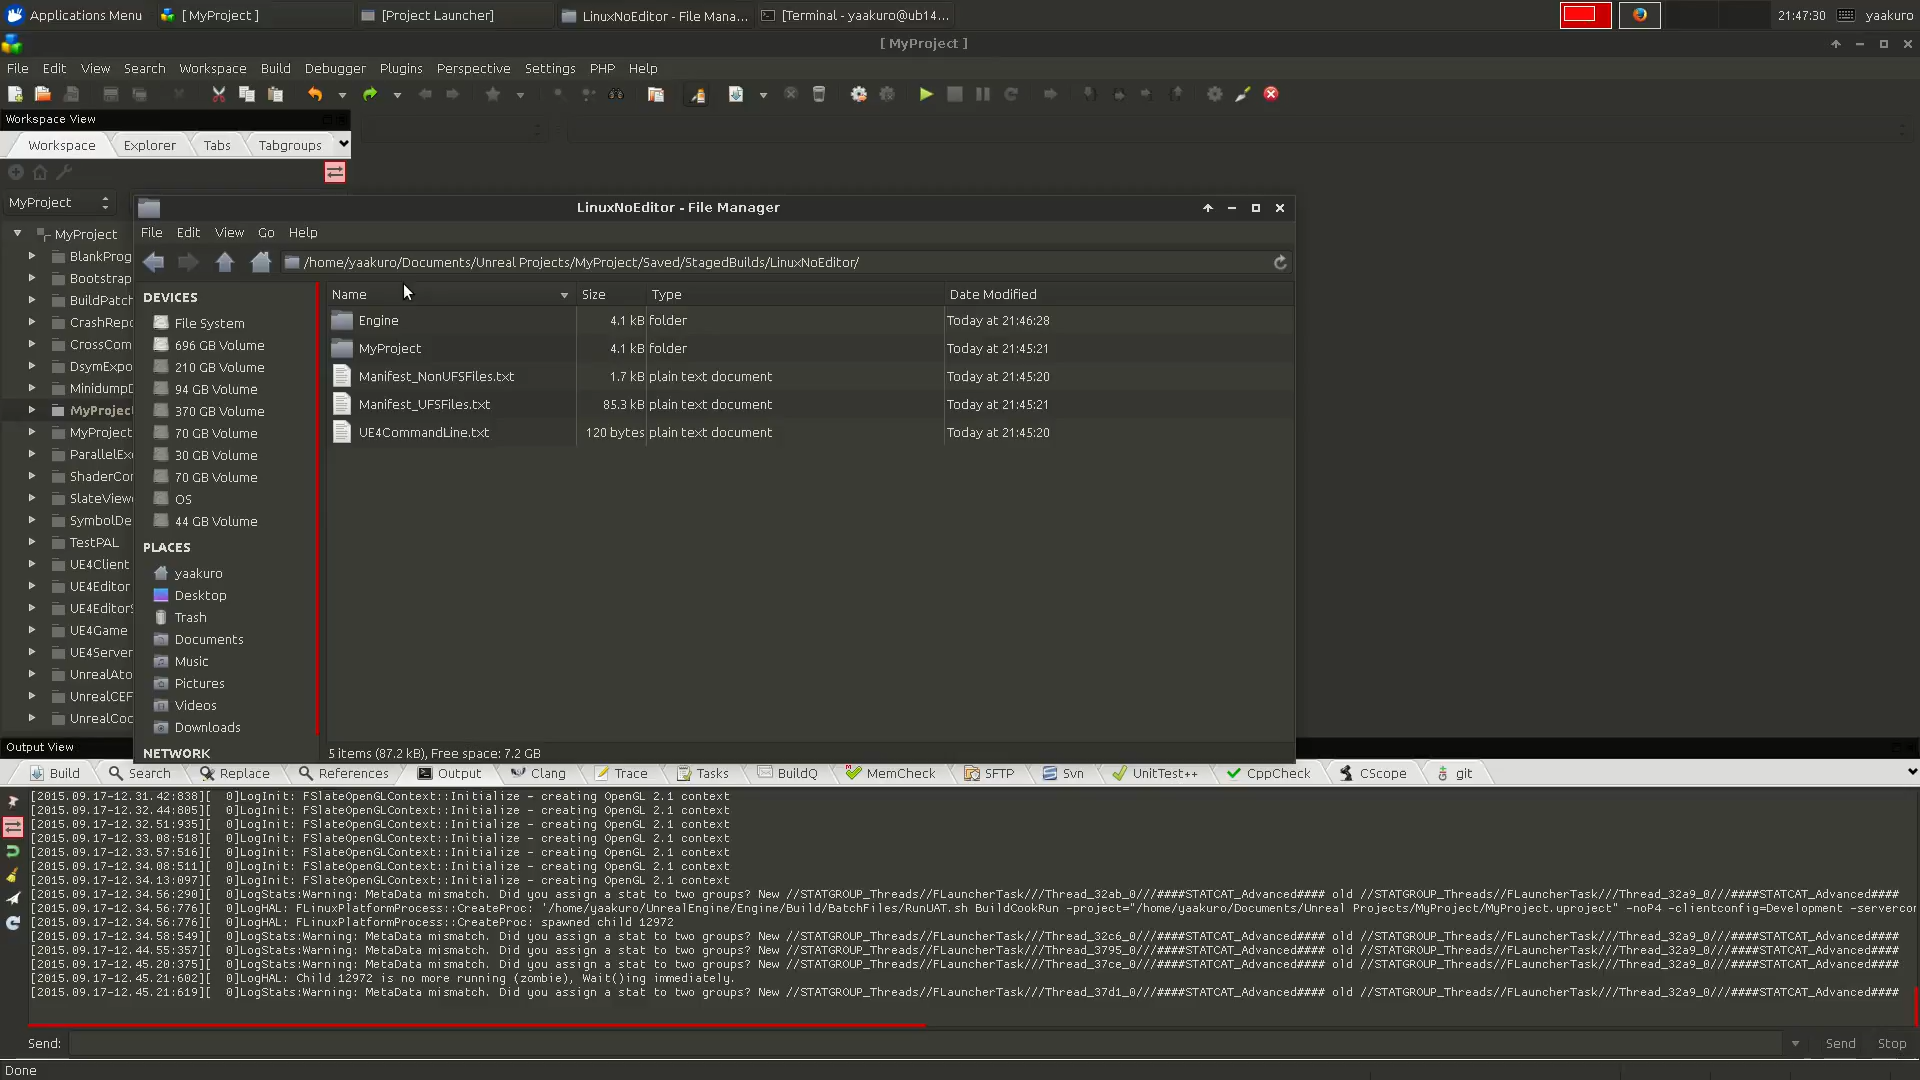 Applications Menu
[ MyProject ]
[Project Launcher]
LinuxNoEditor - File Mana...
[Terminal - yaakuro@ub14...
21:47:30
yaakuro
[ MyProject ]
File Edit View Search Workspace Build Debugger Plugins Perspective Settings PHP Help
Workspace View
Workspace Explorer Tabs Tabgroups
MyProject
MyProject
BlankProg
Bootstrap
BuildPatch
CrashRepo
CrossCom
DsymExpo
MinidumpD
MyProject
MyProject
ParallelExe
ShaderCor
SlateViewe
SymbolDe
TestPAL
UE4Client
UE4Editor
UE4EditorS
UE4Game
UE4Server
UnrealAto
UnrealCEF
UnrealCod
LinuxNoEditor - File Manager
File Edit View Go Help
/home/yaakuro/Documents/Unreal Projects/MyProject/Saved/StagedBuilds/LinuxNoEditor/
DEVICES
File System
696 GB Volume
210 GB Volume
94 GB Volume
370 GB Volume
70 GB Volume
30 GB Volume
70 GB Volume
OS
44 GB Volume
PLACES
yaakuro
Desktop
Trash
Documents
Music
Pictures
Videos
Downloads
NETWORK
Name Size Type Date Modified
Engine 4.1 kB folder Today at 21:46:28
MyProject 4.1 kB folder Today at 21:45:21
Manifest_NonUFSFiles.txt 1.7 kB plain text document Today at 21:45:20
Manifest_UFSFiles.txt 85.3 kB plain text document Today at 21:45:21
UE4CommandLine.txt 120 bytes plain text document Today at 21:45:20
5 items (87.2 kB), Free space: 7.2 GB
Output View
Build Search Replace References Output Clang Trace Tasks BuildQ MemCheck SFTP Svn UnitTest++ CppCheck CScope git
[2015.09.17-12.31.42:838][  0]LogInit: FSlateOpenGLContext::Initialize - creating OpenGL 2.1 context
[2015.09.17-12.32.44:805][  0]LogInit: FSlateOpenGLContext::Initialize - creating OpenGL 2.1 context
[2015.09.17-12.32.51:935][  0]LogInit: FSlateOpenGLContext::Initialize - creating OpenGL 2.1 context
[2015.09.17-12.33.08:518][  0]LogInit: FSlateOpenGLContext::Initialize - creating OpenGL 2.1 context
[2015.09.17-12.33.57:516][  0]LogInit: FSlateOpenGLContext::Initialize - creating OpenGL 2.1 context
[2015.09.17-12.34.08:511][  0]LogInit: FSlateOpenGLContext::Initialize - creating OpenGL 2.1 context
[2015.09.17-12.34.13:097][  0]LogInit: FSlateOpenGLContext::Initialize - creating OpenGL 2.1 context
[2015.09.17-12.34.56:290][  0]LogStats:Warning: MetaData mismatch. Did you assign a stat to two groups? New //STATGROUP_Threads//FLauncherTask///Thread_32ab_0///####STATCAT_Advanced#### old //STATGROUP_Threads//FLauncherTask///Thread_32a9_0///####STATCAT_Advanced####
[2015.09.17-12.34.56:776][  0]LogHAL: FLinuxPlatformProcess::CreateProc: '/home/yaakuro/UnrealEngine/Engine/Build/BatchFiles/RunUAT.sh BuildCookRun -project="/home/yaakuro/Documents/Unreal Projects/MyProject/MyProject.uproject" -noP4 -clientconfig=Development -servercon
[2015.09.17-12.34.56:776][  0]LogHAL: FLinuxPlatformProcess::CreateProc: spawned child 12972
[2015.09.17-12.34.58:549][  0]LogStats:Warning: MetaData mismatch. Did you assign a stat to two groups? New //STATGROUP_Threads//FLauncherTask///Thread_32c6_0///####STATCAT_Advanced#### old //STATGROUP_Threads//FLauncherTask///Thread_32a9_0///####STATCAT_Advanced####
[2015.09.17-12.44.55:357][  0]LogStats:Warning: MetaData mismatch. Did you assign a stat to two groups? New //STATGROUP_Threads//FLauncherTask///Thread_3795_0///####STATCAT_Advanced#### old //STATGROUP_Threads//FLauncherTask///Thread_32a9_0///####STATCAT_Advanced####
[2015.09.17-12.45.20:375][  0]LogStats:Warning: MetaData mismatch. Did you assign a stat to two groups? New //STATGROUP_Threads//FLauncherTask///Thread_37ce_0///####STATCAT_Advanced#### old //STATGROUP_Threads//FLauncherTask///Thread_32a9_0///####STATCAT_Advanced####
[2015.09.17-12.45.21:602][  0]LogHAL: Child 12972 is no more running (zombie), Wait()ing immediately.
[2015.09.17-12.45.21:619][  0]LogStats:Warning: MetaData mismatch. Did you assign a stat to two groups? New //STATGROUP_Threads//FLauncherTask///Thread_37d1_0///####STATCAT_Advanced#### old //STATGROUP_Threads//FLauncherTask///Thread_32a9_0///####STATCAT_Advanced####
Send:
Send Stop
Done